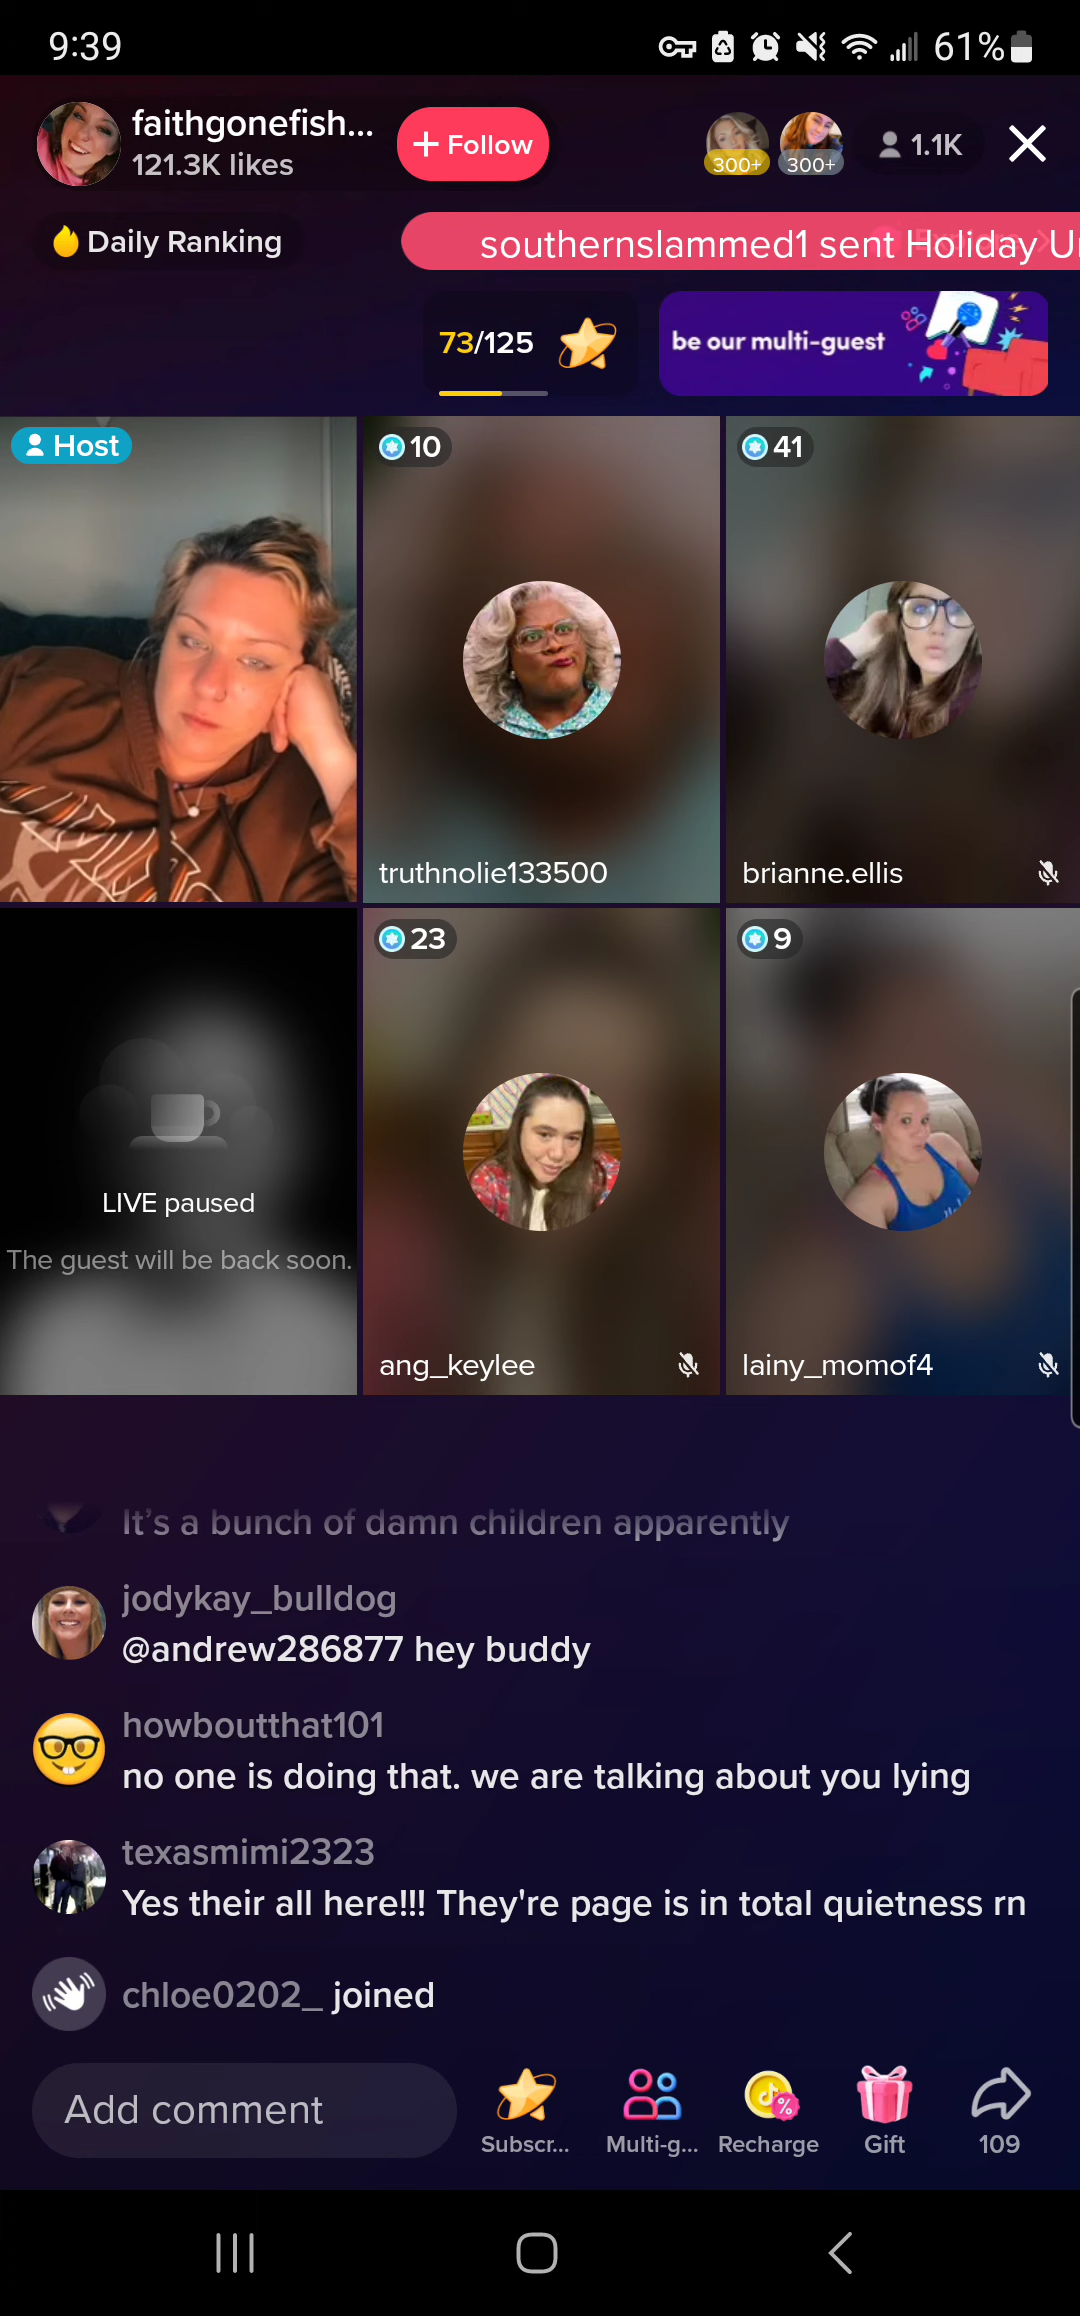 9:39
61%
faithgonefish...
121.3K likes
+ Follow
300+
300+
1.1K
Daily Ranking
southernslammed1 sent Holiday U
73/125
be our multi-guest
Host
10
41
truthnolie133500
brianne.ellis
23
9
LIVE paused
The guest will be back soon.
ang_keylee
lainy_momof4
It's a bunch of damn children apparently
jodykay_bulldog
@andrew286877 hey buddy
howboutthat101
no one is doing that. we are talking about you lying
texasmimi2323
Yes their all here!!! They're page is in total quietness rn
chloe0202_ joined
Add comment
Subscr...
Multi-g...
Recharge
Gift
109